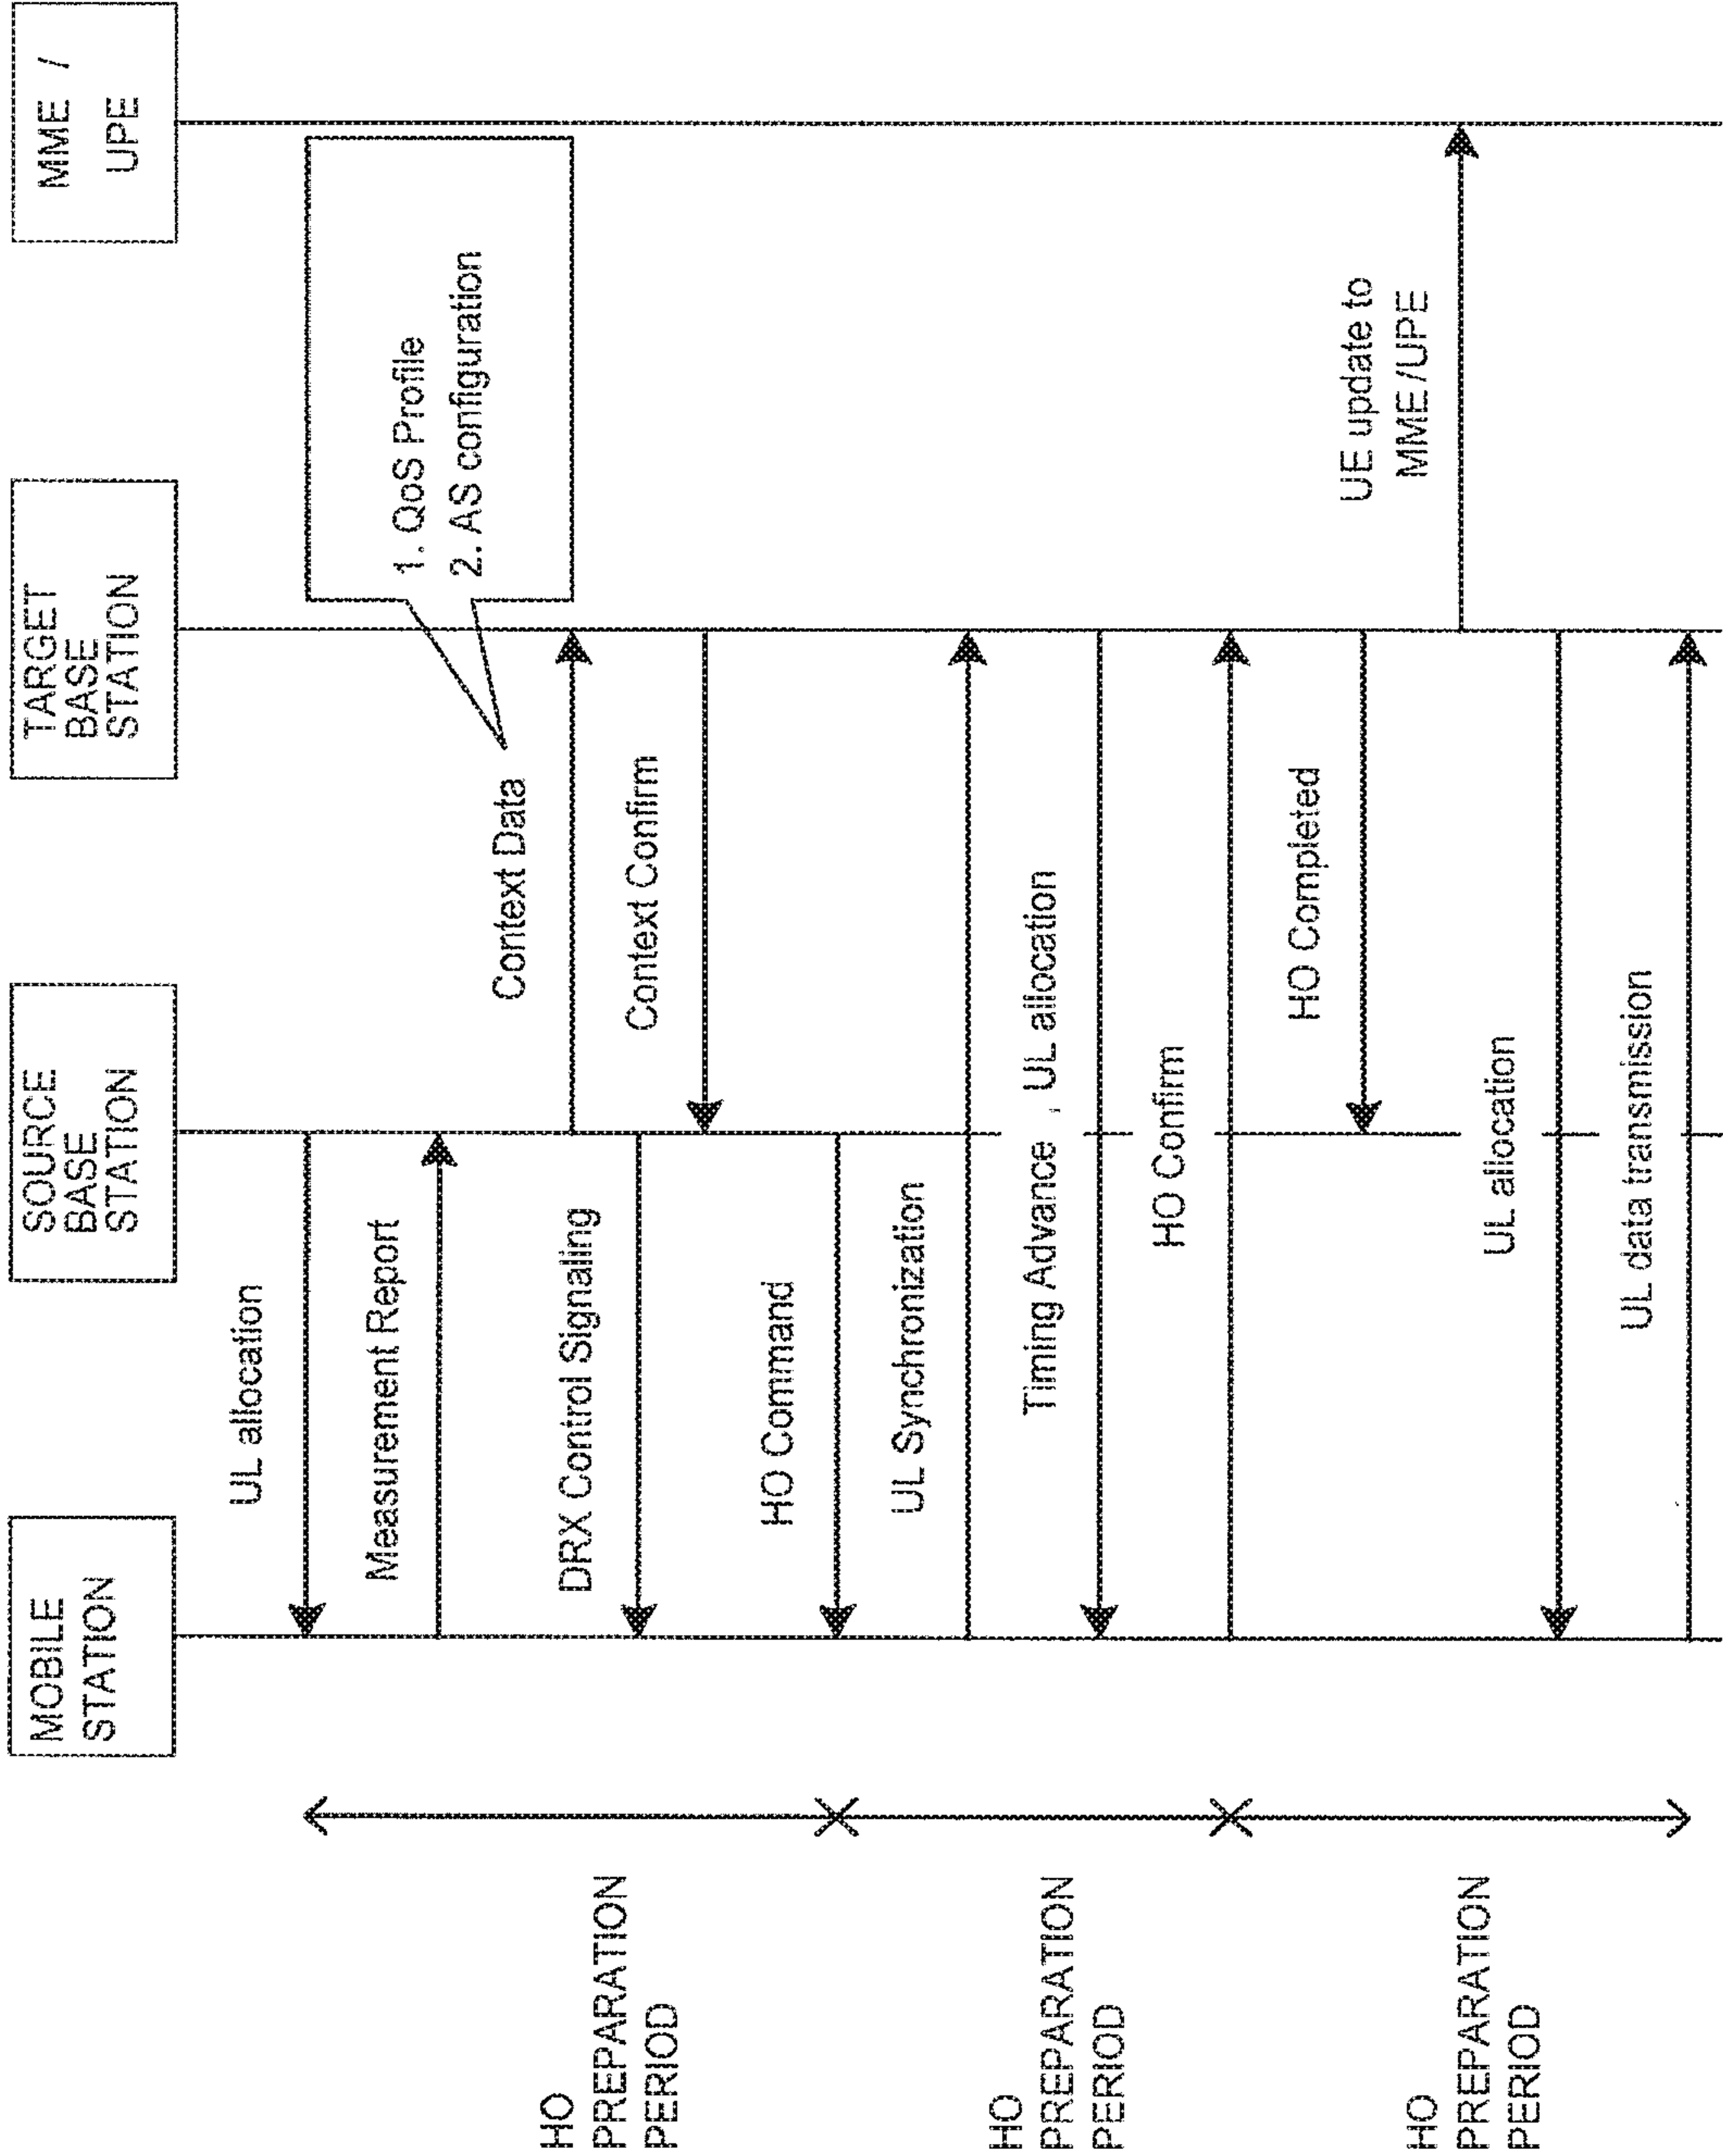 MOBILE
STATION
SOURCE
BASE
STATION
TARGET
BASE
STATION
MME /
UPE
UL allocation
Measurement Report
1. QoS Profile
2. AS configuration
Context Data
DRX Control Signaling
Context Confirm
HO Command
UL Synchronization
Timing Advance , UL allocation
HO Confirm
HO Completed
UE update to
MME/UPE
UL allocation
UL data transmission
HO
PREPARATION
PERIOD
HO
PREPARATION
PERIOD
HO
PREPARATION
PERIOD